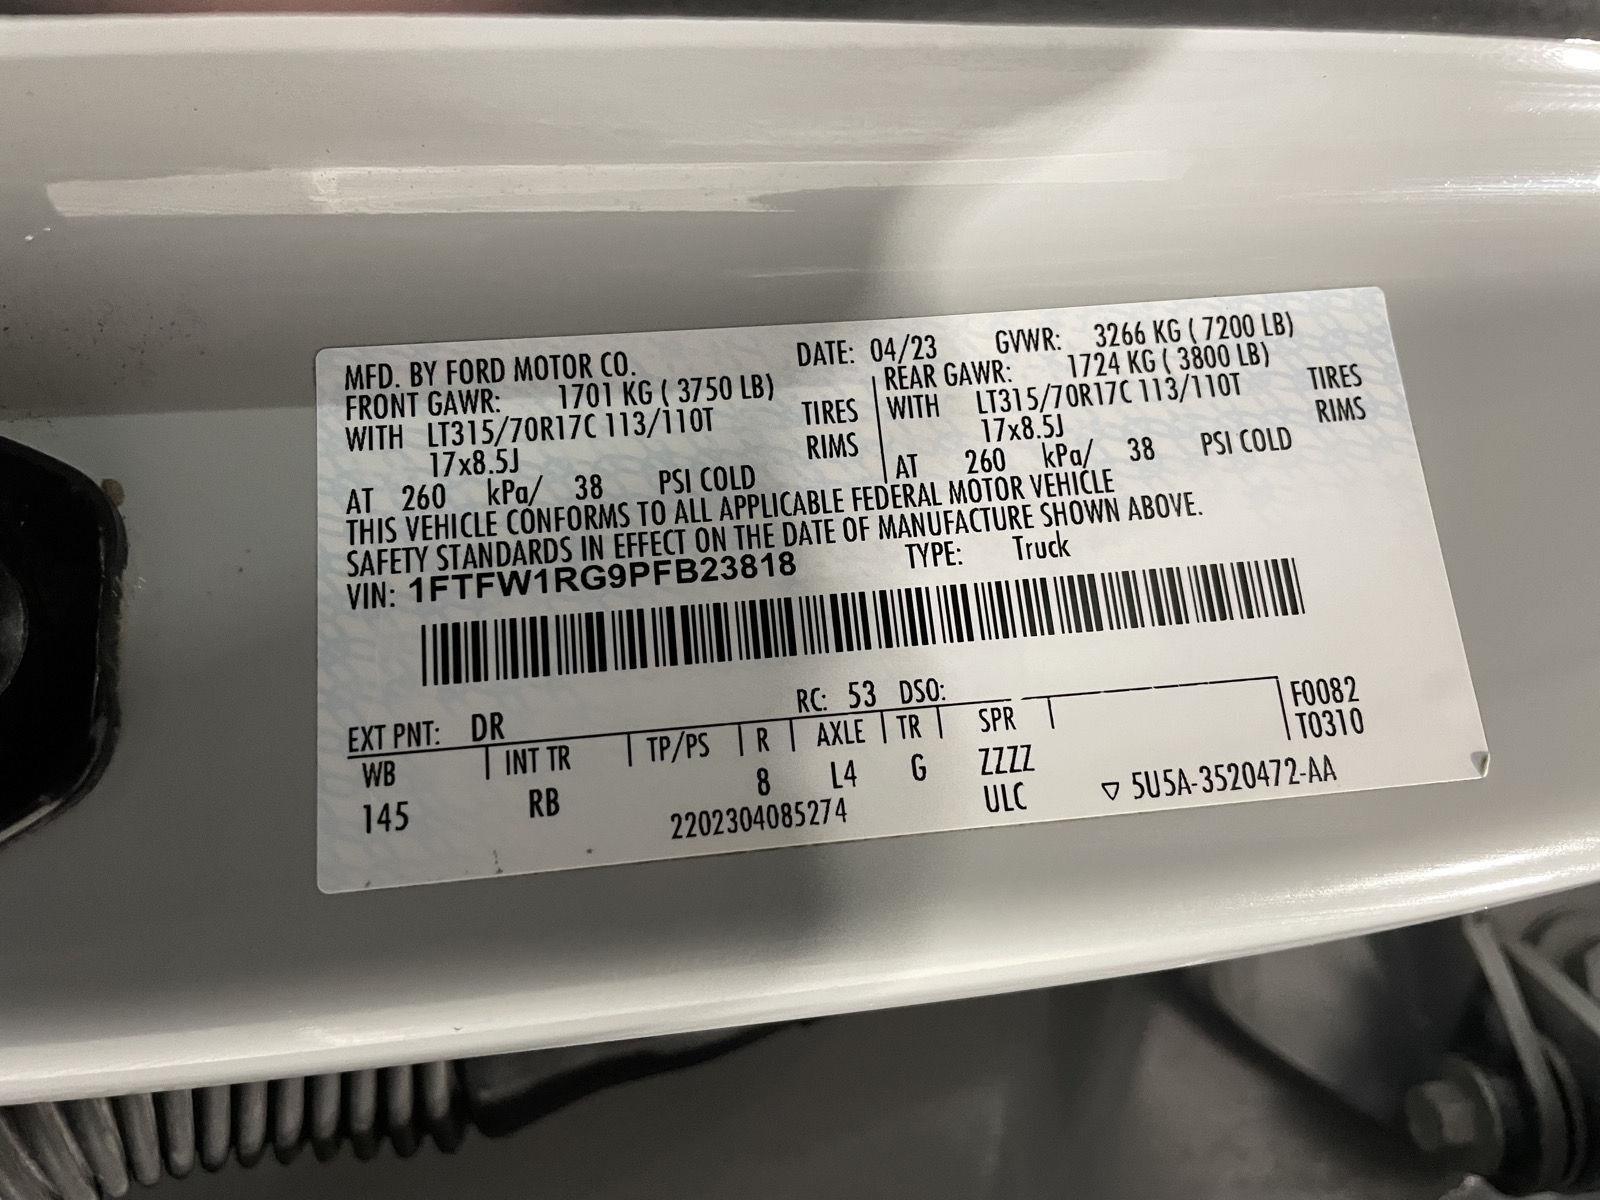 MFD. BY FORD MOTOR CO. DATE: 04/23 GVWR: 3266 KG ( 7200 LB)
FRONT GAWR: 1701 KG ( 3750 LB) REAR GAWR: 1724 KG ( 3800 LB)
WITH LT315/70R17C 113/110T TIRES WITH LT315/70R17C 113/110T TIRES
17x8.5J RIMS 17x8.5J RIMS
AT 260 kPa/ 38 PSI COLD AT 260 kPa/ 38 PSI COLD
THIS VEHICLE CONFORMS TO ALL APPLICABLE FEDERAL MOTOR VEHICLE
SAFETY STANDARDS IN EFFECT ON THE DATE OF MANUFACTURE SHOWN ABOVE.
VIN: 1FTFW1RG9PFB23818 TYPE: Truck
EXT PNT: DR RC: 53 DSO: F0082
WB INT TR TP/PS R AXLE TR SPR T0310
145 RB 8 L4 G ZZZZ
2202304085274 ULC ▽ 5U5A-3520472-AA